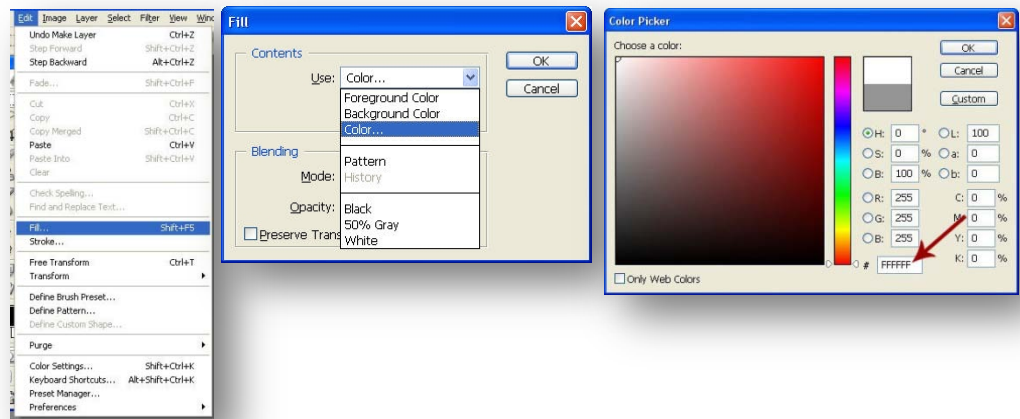 Edit Image Layer Select Filter View Wind
Undo Make Layer Ctrl+Z
Step Forward Shift+Ctrl+Z
Step Backward Alt+Ctrl+Z
Fade... Shift+Ctrl+F
Cut Ctrl+X
Copy Ctrl+C
Copy Merged Shift+Ctrl+C
Paste Ctrl+V
Paste Into Shift+Ctrl+V
Clear
Check Spelling...
Find and Replace Text...
Fill... Shift+F5
Stroke...
Free Transform Ctrl+T
Transform
Define Brush Preset...
Define Pattern...
Define Custom Shape...
Purge
Color Settings... Shift+Ctrl+K
Keyboard Shortcuts... Alt+Shift+Ctrl+K
Preset Manager...
Preferences
Fill
Contents
Use: Color...
OK
Cancel
Foreground Color
Background Color
Color...
Pattern
History
Black
50% Gray
White
Blending
Mode:
Opacity:
Preserve Trans
Color Picker
Choose a color:
OK
Cancel
Custom
H: 0 ° L: 100
S: 0 % a: 0
B: 100 % b: 0
R: 255 C: 0 %
G: 255 M: 0 %
B: 255 Y: 0 %
# FFFFFF K: 0 %
Only Web Colors